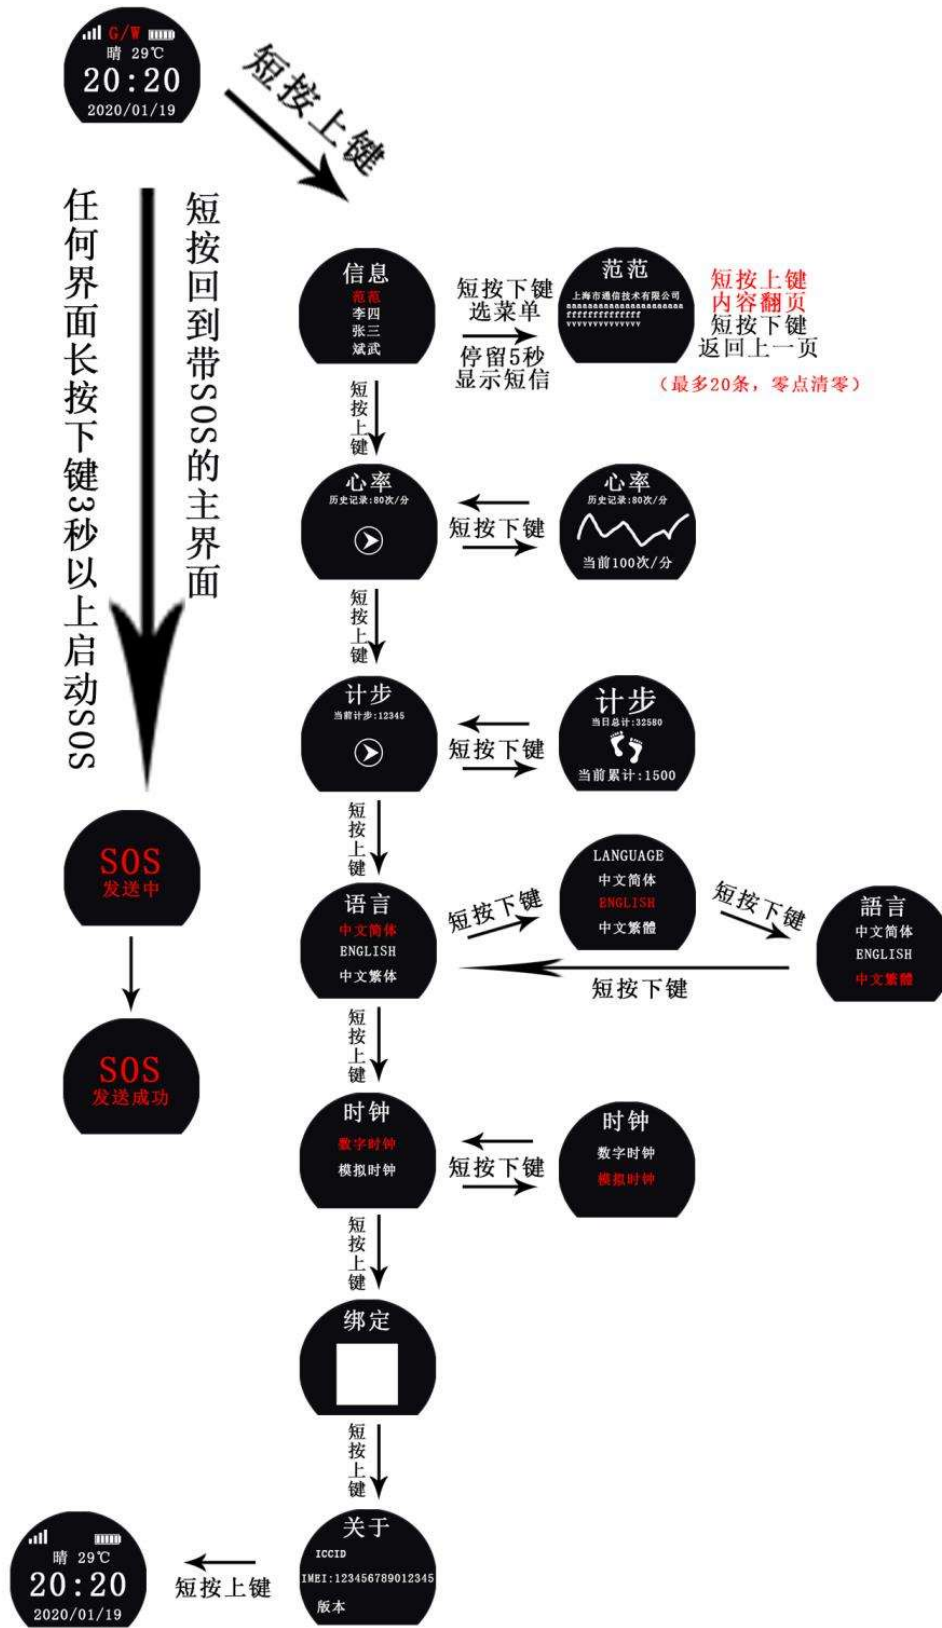 G/W
晴 29℃
20:20
2020/01/19
短按上键
任何界面长按下键3秒以上启动SOS
短按回到带SOS的主界面
信息
范范
李四
张三
斌武
短按下键
选菜单
停留5秒
显示短信
范范
上海市通信技术有限公司
短按上键
内容翻页
短按下键
返回上一页
（最多20条，零点清零）
短按上键
心率
历史记录:80次/分
短按下键
心率
历史记录:80次/分
当前100次/分
短按上键
计步
当前计步:12345
短按下键
计步
当日总计:32580
当前累计:1500
短按上键
SOS
发送中
语言
中文简体
ENGLISH
中文繁体
短按下键
LANGUAGE
中文简体
ENGLISH
中文繁體
短按下键
語言
中文简体
ENGLISH
中文繁體
短按下键
短按上键
SOS
发送成功
时钟
数字时钟
模拟时钟
短按下键
时钟
数字时钟
模拟时钟
短按上键
绑定
短按上键
关于
ICCID
IMEI:123456789012345
版本
短按上键
晴 29℃
20:20
2020/01/19